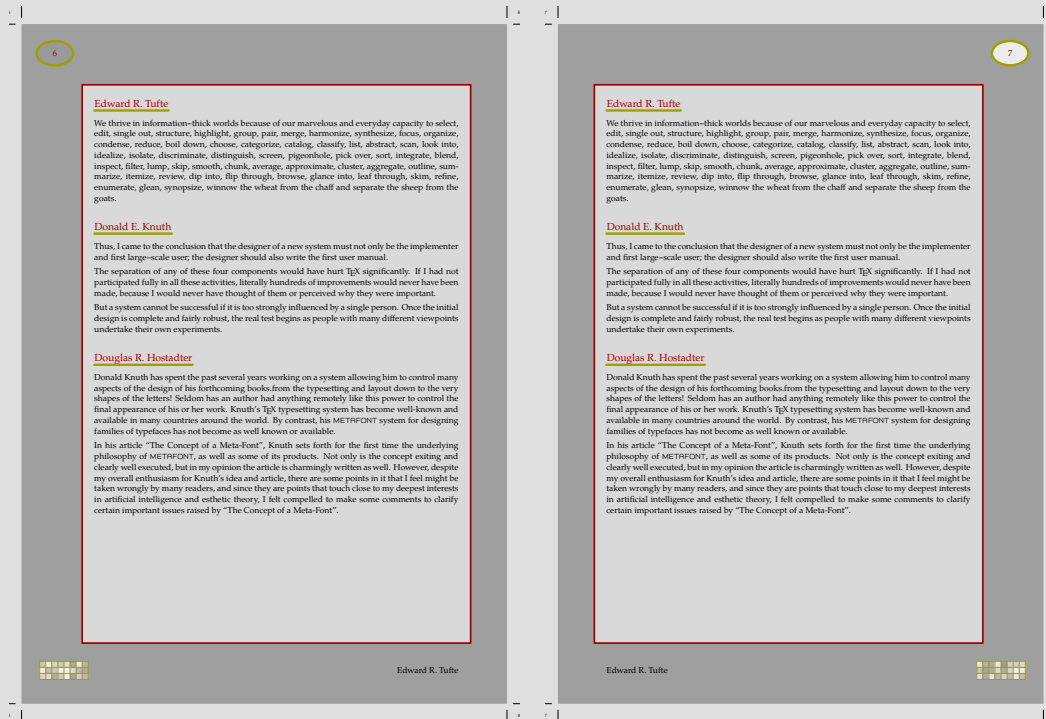 6
Edward R. Tufte
We thrive in information–thick worlds because of our marvelous and everyday capacity to select,
edit, single out, structure, highlight, group, pair, merge, harmonize, synthesize, focus, organize,
condense, reduce, boil down, choose, categorize, catalog, classify, list, abstract, scan, look into,
idealize, isolate, discriminate, distinguish, screen, pigeonhole, pick over, sort, integrate, blend,
inspect, filter, lump, skip, smooth, chunk, average, approximate, cluster, aggregate, outline, sum-
marize, itemize, review, dip into, flip through, browse, glance into, leaf through, skim, refine,
enumerate, glean, synopsize, winnow the wheat from the chaff and separate the sheep from the
goats.
Donald E. Knuth
Thus, I came to the conclusion that the designer of a new system must not only be the implementer
and first large–scale user; the designer should also write the first user manual.
The separation of any of these four components would have hurt TEX significantly. If I had not
participated fully in all these activities, literally hundreds of improvements would never have been
made, because I would never have thought of them or perceived why they were important.
But a system cannot be successful if it is too strongly influenced by a single person. Once the initial
design is complete and fairly robust, the real test begins as people with many different viewpoints
undertake their own experiments.
Douglas R. Hostadter
Donald Knuth has spent the past several years working on a system allowing him to control many
aspects of the design of his forthcoming books.from the typesetting and layout down to the very
shapes of the letters! Seldom has an author had anything remotely like this power to control the
final appearance of his or her work. Knuth's TEX typesetting system has become well-known and
available in many countries around the world. By contrast, his METAFONT system for designing
families of typefaces has not become as well known or available.
In his article “The Concept of a Meta-Font”, Knuth sets forth for the first time the underlying
philosophy of METAFONT, as well as some of its products. Not only is the concept exiting and
clearly well executed, but in my opinion the article is charmingly written as well. However, despite
my overall enthusiasm for Knuth's idea and article, there are some points in it that I feel might be
taken wrongly by many readers, and since they are points that touch close to my deepest interests
in artificial intelligence and esthetic theory, I felt compelled to make some comments to clarify
certain important issues raised by “The Concept of a Meta-Font”.
Edward R. Tufte
7
Edward R. Tufte
We thrive in information–thick worlds because of our marvelous and everyday capacity to select,
edit, single out, structure, highlight, group, pair, merge, harmonize, synthesize, focus, organize,
condense, reduce, boil down, choose, categorize, catalog, classify, list, abstract, scan, look into,
idealize, isolate, discriminate, distinguish, screen, pigeonhole, pick over, sort, integrate, blend,
inspect, filter, lump, skip, smooth, chunk, average, approximate, cluster, aggregate, outline, sum-
marize, itemize, review, dip into, flip through, browse, glance into, leaf through, skim, refine,
enumerate, glean, synopsize, winnow the wheat from the chaff and separate the sheep from the
goats.
Donald E. Knuth
Thus, I came to the conclusion that the designer of a new system must not only be the implementer
and first large–scale user; the designer should also write the first user manual.
The separation of any of these four components would have hurt TEX significantly. If I had not
participated fully in all these activities, literally hundreds of improvements would never have been
made, because I would never have thought of them or perceived why they were important.
But a system cannot be successful if it is too strongly influenced by a single person. Once the initial
design is complete and fairly robust, the real test begins as people with many different viewpoints
undertake their own experiments.
Douglas R. Hostadter
Donald Knuth has spent the past several years working on a system allowing him to control many
aspects of the design of his forthcoming books.from the typesetting and layout down to the very
shapes of the letters! Seldom has an author had anything remotely like this power to control the
final appearance of his or her work. Knuth's TEX typesetting system has become well-known and
available in many countries around the world. By contrast, his METAFONT system for designing
families of typefaces has not become as well known or available.
In his article “The Concept of a Meta-Font”, Knuth sets forth for the first time the underlying
philosophy of METAFONT, as well as some of its products. Not only is the concept exiting and
clearly well executed, but in my opinion the article is charmingly written as well. However, despite
my overall enthusiasm for Knuth's idea and article, there are some points in it that I feel might be
taken wrongly by many readers, and since they are points that touch close to my deepest interests
in artificial intelligence and esthetic theory, I felt compelled to make some comments to clarify
certain important issues raised by “The Concept of a Meta-Font”.
Edward R. Tufte